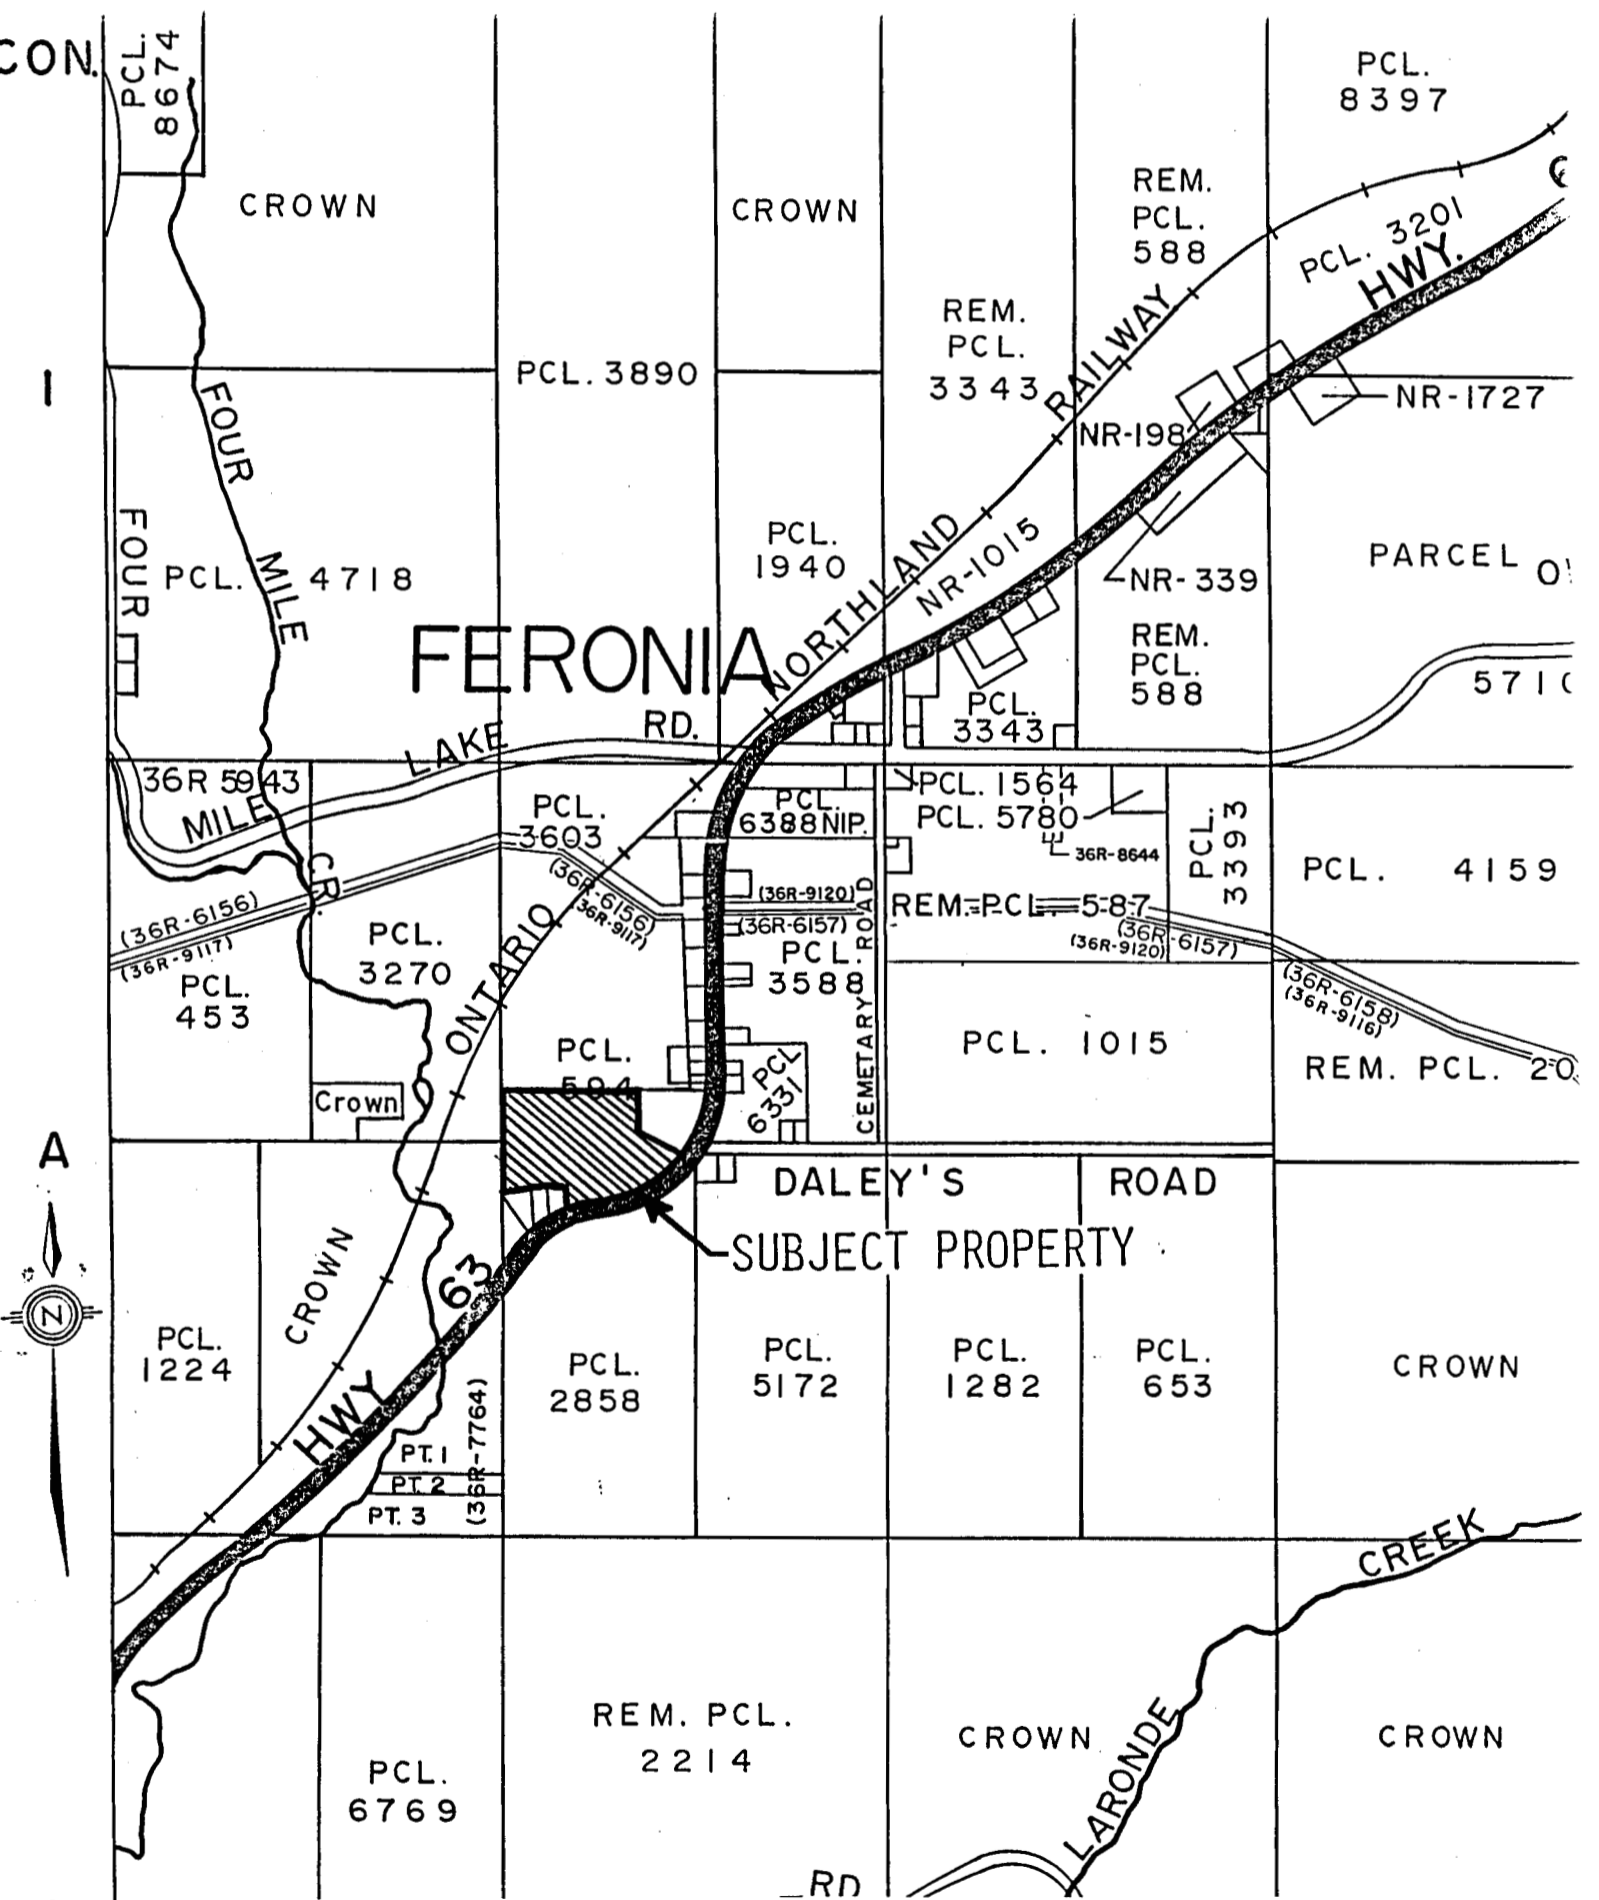 CON.
PCL.
8674
PCL.
8397
CROWN
CROWN
REM.
PCL.
588
PCL. 3201
HWY.
REM.
PCL.
3343
RAILWAY
I
PCL. 3890
NR-198
NR-1727
FOUR
MILE
FOUR
PCL. 4718
PCL.
1940
NORTHLAND
NR-1015
NR-339
PARCEL
FERONIA
REM.
PCL.
588
PCL.
3343
LAKE
RD.
36R 5943
MILE
CR.
PCL.
3603
PCL.
6388 NIP.
PCL. 1564
PCL. 5780
36R-8644
PCL.
3393
PCL. 4159
(36R-6156)
(36R-9117)
(36R-6156)
36R-9117)
(36R-9120)
(36R-6157)
REM. PCL. 587
(36R-6157)
(36R-9120)
(36R-6158)
(36R-9116)
PCL.
453
PCL.
3270
ONTARIO
PCL.
3588
CEMETARY ROAD
PCL. 1015
REM. PCL.
PCL.
594
PCL
6331
Crown
A
DALEY'S ROAD
SUBJECT PROPERTY
N
CROWN
HWY 63
PCL.
1224
PCL.
2858
PCL.
5172
PCL.
1282
PCL.
653
CROWN
PT. 1
PT. 2
PT. 3
(36R-7764)
LARONDE CREEK
REM. PCL.
2214
CROWN
CROWN
PCL.
6769
RD